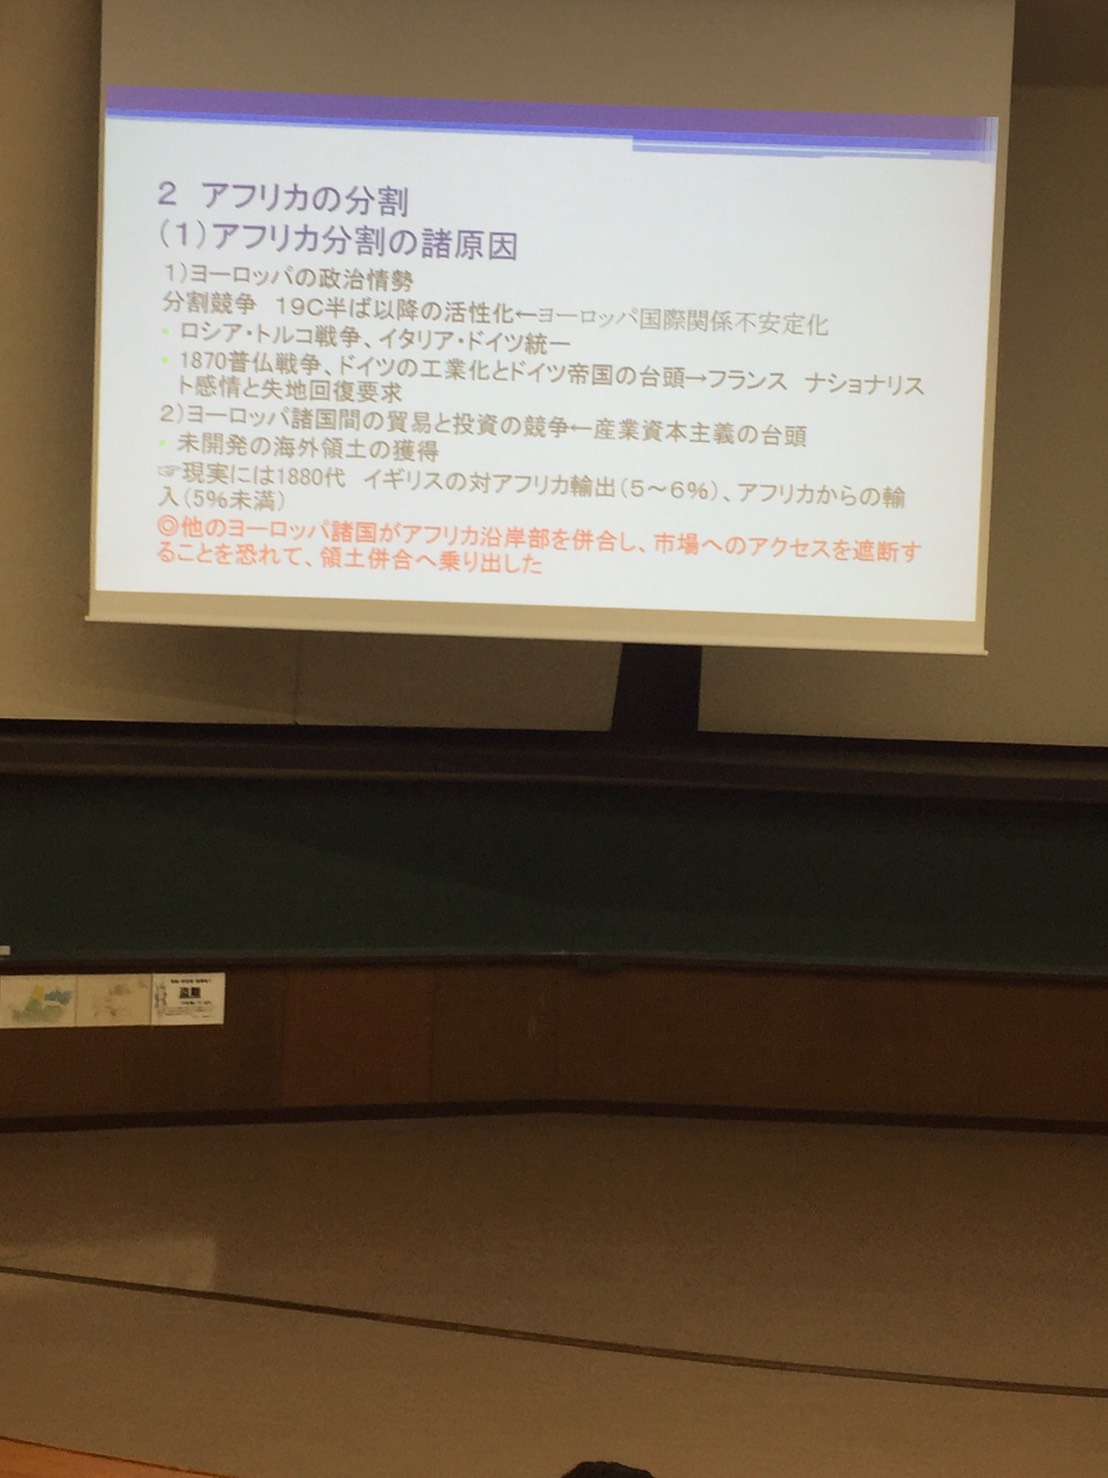 2　アフリカの分割
(1)アフリカ分割の諸原因
1)ヨーロッパの政治情勢
分割競争　19C半ば以降の活性化←ヨーロッパ国際関係不安定化
• ロシア・トルコ戦争、イタリア・ドイツ統一
• 1870普仏戦争、ドイツの工業化とドイツ帝国の台頭→フランス　ナショナリス
ト感情と失地回復要求
2)ヨーロッパ諸国間の貿易と投資の競争←産業資本主義の台頭
• 未開発の海外領土の獲得
☞現実には1880代　イギリスの対アフリカ輸出(5～6%)、アフリカからの輸
入(5%未満)
◎他のヨーロッパ諸国がアフリカ沿岸部を併合し、市場へのアクセスを遮断す
ることを恐れて、領土併合へ乗り出した
盗難